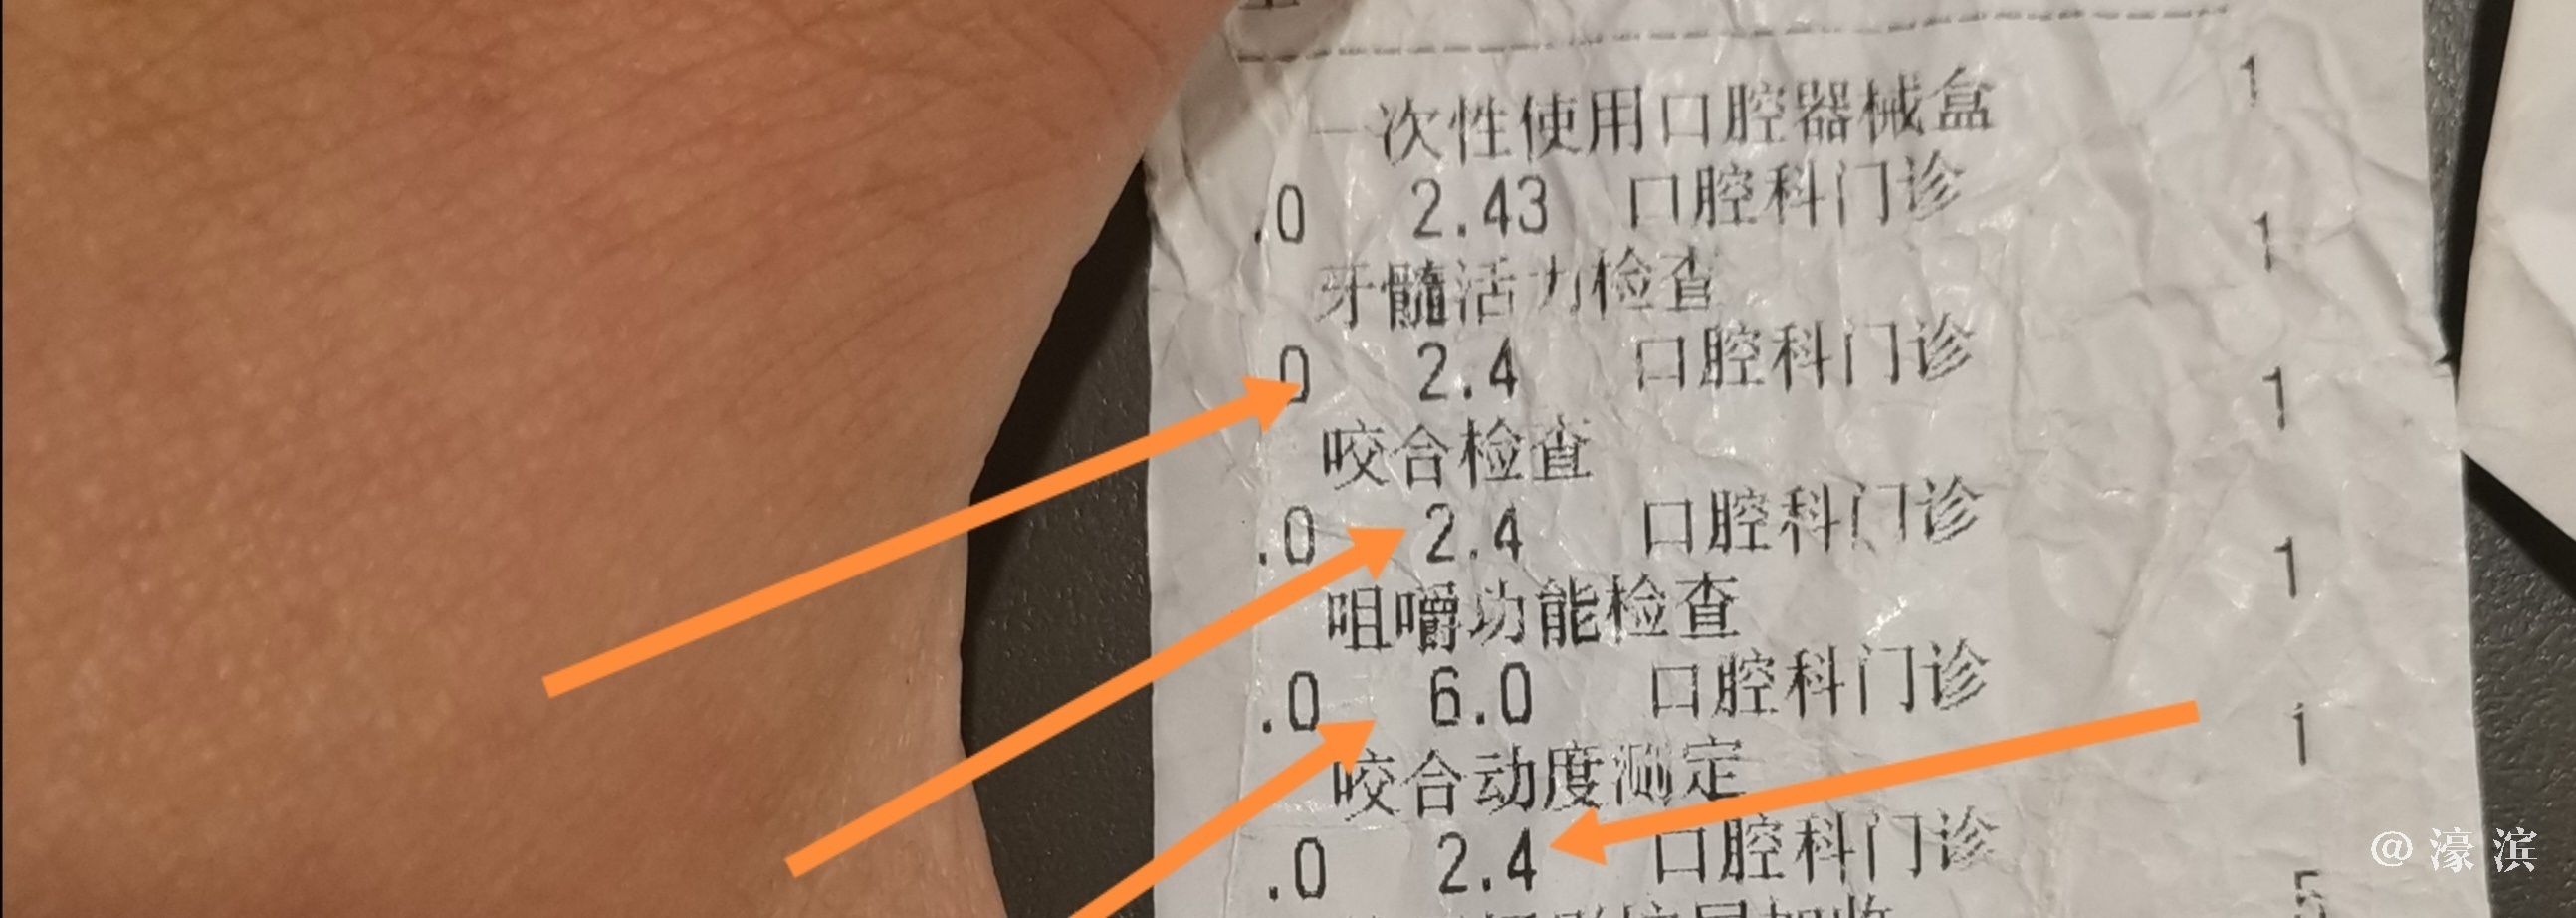 一次性使用口腔器械盒 1
.0 2.43 口腔科门诊
牙髓活力检查 1
.0 2.4 口腔科门诊
咬合检查 1
.0 2.4 口腔科门诊
咀嚼功能检查 1
.0 6.0 口腔科门诊
咬合动度测定 1
.0 2.4 口腔科门诊
5
@濠滨